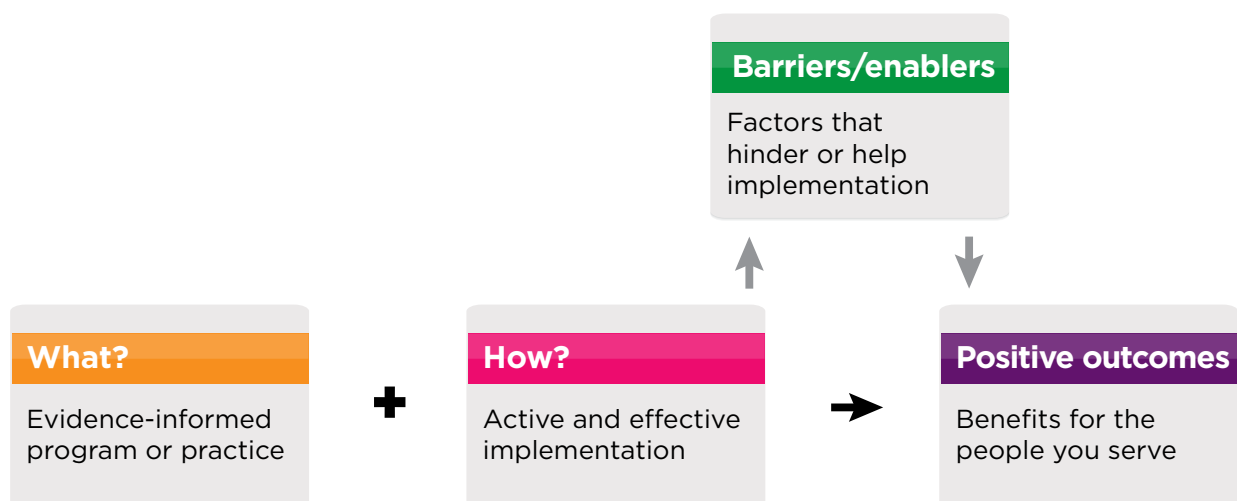 Barriers/enablers
Factors that
hinder or help
implementation
What?
Evidence-informed
program or practice
How?
Active and effective
implementation
Positive outcomes
Benefits for the
people you serve